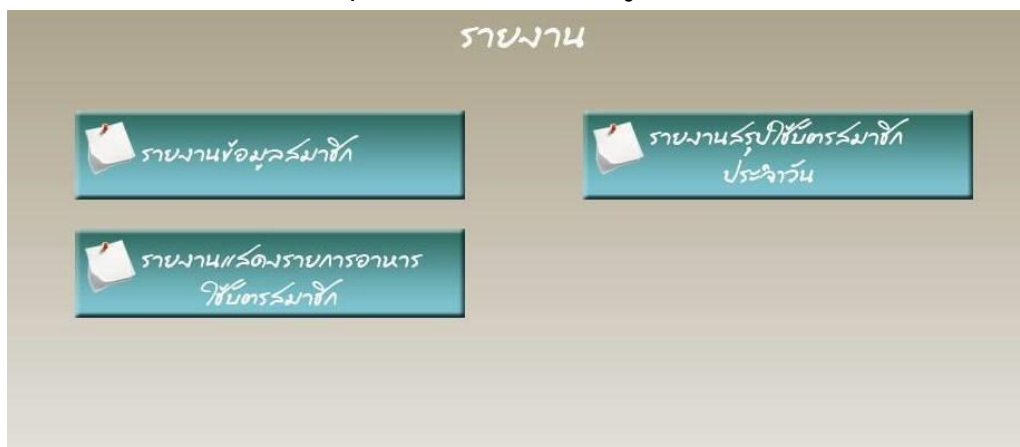 รายงาน
รายงานข้อมูลสมาชิก
รายงานสรุปใช้บัตรสมาชิก
ประจำวัน
รายงานแสดงรายการอาหาร
ใช้บัตรสมาชิก